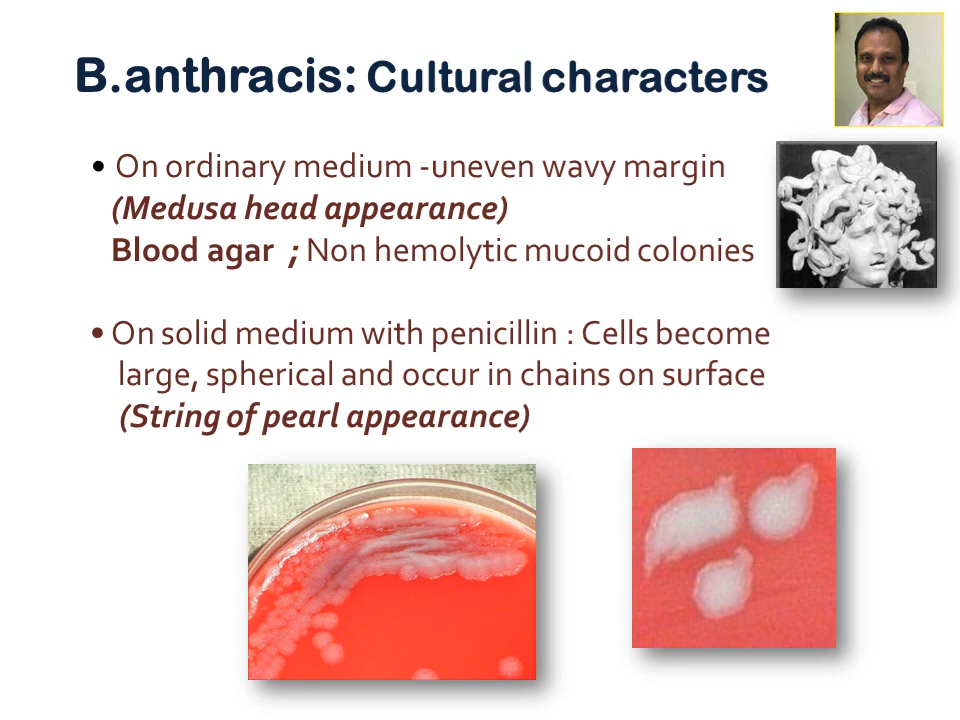 B.anthracis: Cultural characters
• On ordinary medium -uneven wavy margin
(Medusa head appearance)
Blood agar ; Non hemolytic mucoid colonies
• On solid medium with penicillin : Cells become
large, spherical and occur in chains on surface
(String of pearl appearance)